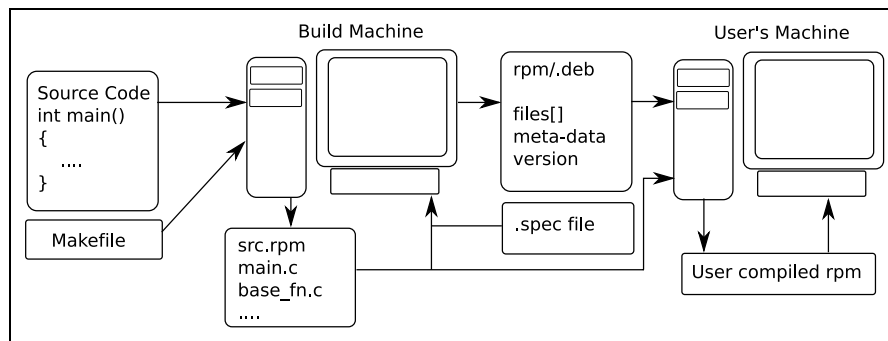 Build Machine
User's Machine
Source Code
int main()
{
....
}
Makefile
rpm/.deb
files[]
meta-data
version
.spec file
src.rpm
main.c
base_fn.c
....
User compiled rpm